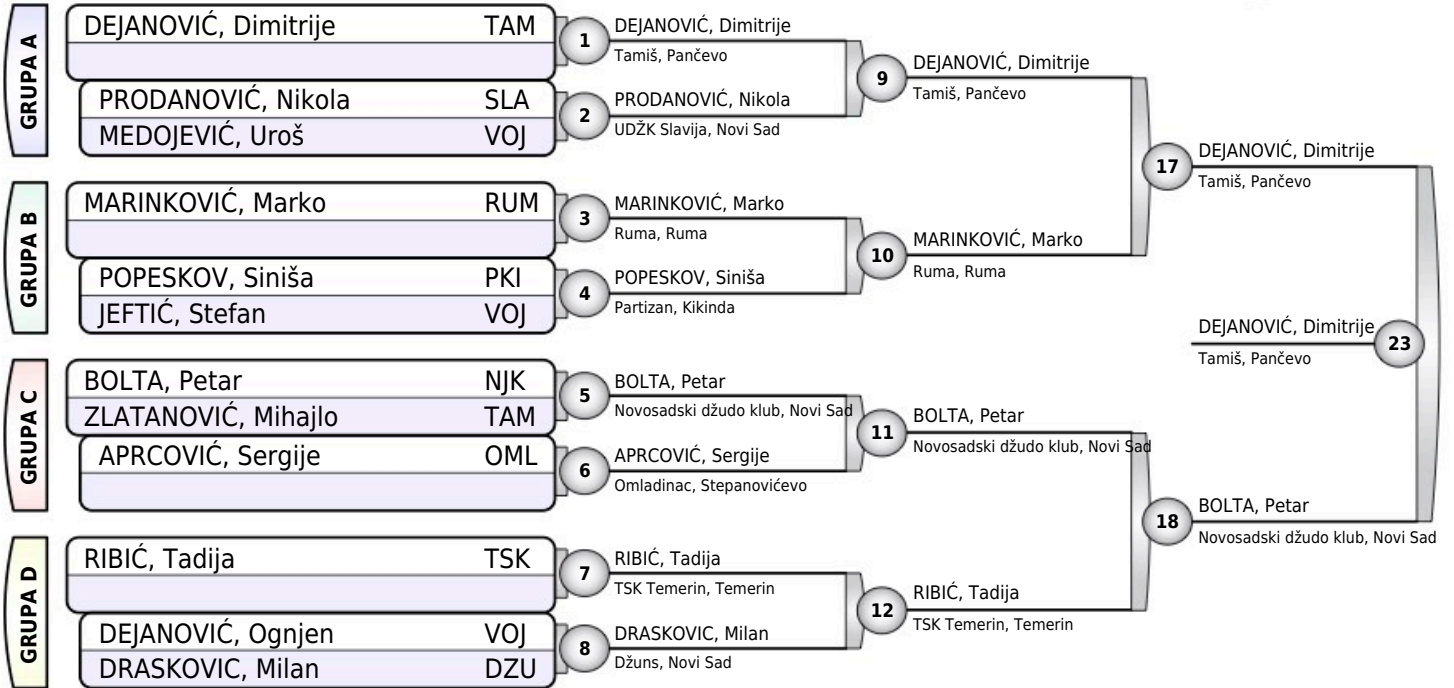 GRUPA A
DEJANOVIĆ, Dimitrije TAM
PRODANOVIĆ, Nikola SLA
MEDOJEVIĆ, Uroš VOJ
GRUPA B
MARINKOVIĆ, Marko RUM
POPESKOV, Siniša PKI
JEFTIĆ, Stefan VOJ
GRUPA C
BOLTA, Petar NJK
ZLATANOVIĆ, Mihajlo TAM
APRCOVIĆ, Sergije OML
GRUPA D
RIBIĆ, Tadija TSK
DEJANOVIĆ, Ognjen VOJ
DRASKOVIC, Milan DZU
1
DEJANOVIĆ, Dimitrije
Tamiš, Pančevo
2
PRODANOVIĆ, Nikola
UDŽK Slavija, Novi Sad
3
MARINKOVIĆ, Marko
Ruma, Ruma
4
POPESKOV, Siniša
Partizan, Kikinda
5
BOLTA, Petar
Novosadski džudo klub, Novi Sad
6
APRCOVIĆ, Sergije
Omladinac, Stepanovićevo
7
RIBIĆ, Tadija
TSK Temerin, Temerin
8
DRASKOVIC, Milan
Džuns, Novi Sad
9
DEJANOVIĆ, Dimitrije
Tamiš, Pančevo
10
MARINKOVIĆ, Marko
Ruma, Ruma
11
BOLTA, Petar
Novosadski džudo klub, Novi Sad
12
RIBIĆ, Tadija
TSK Temerin, Temerin
17
DEJANOVIĆ, Dimitrije
Tamiš, Pančevo
18
BOLTA, Petar
Novosadski džudo klub, Novi Sad
DEJANOVIĆ, Dimitrije
Tamiš, Pančevo
23